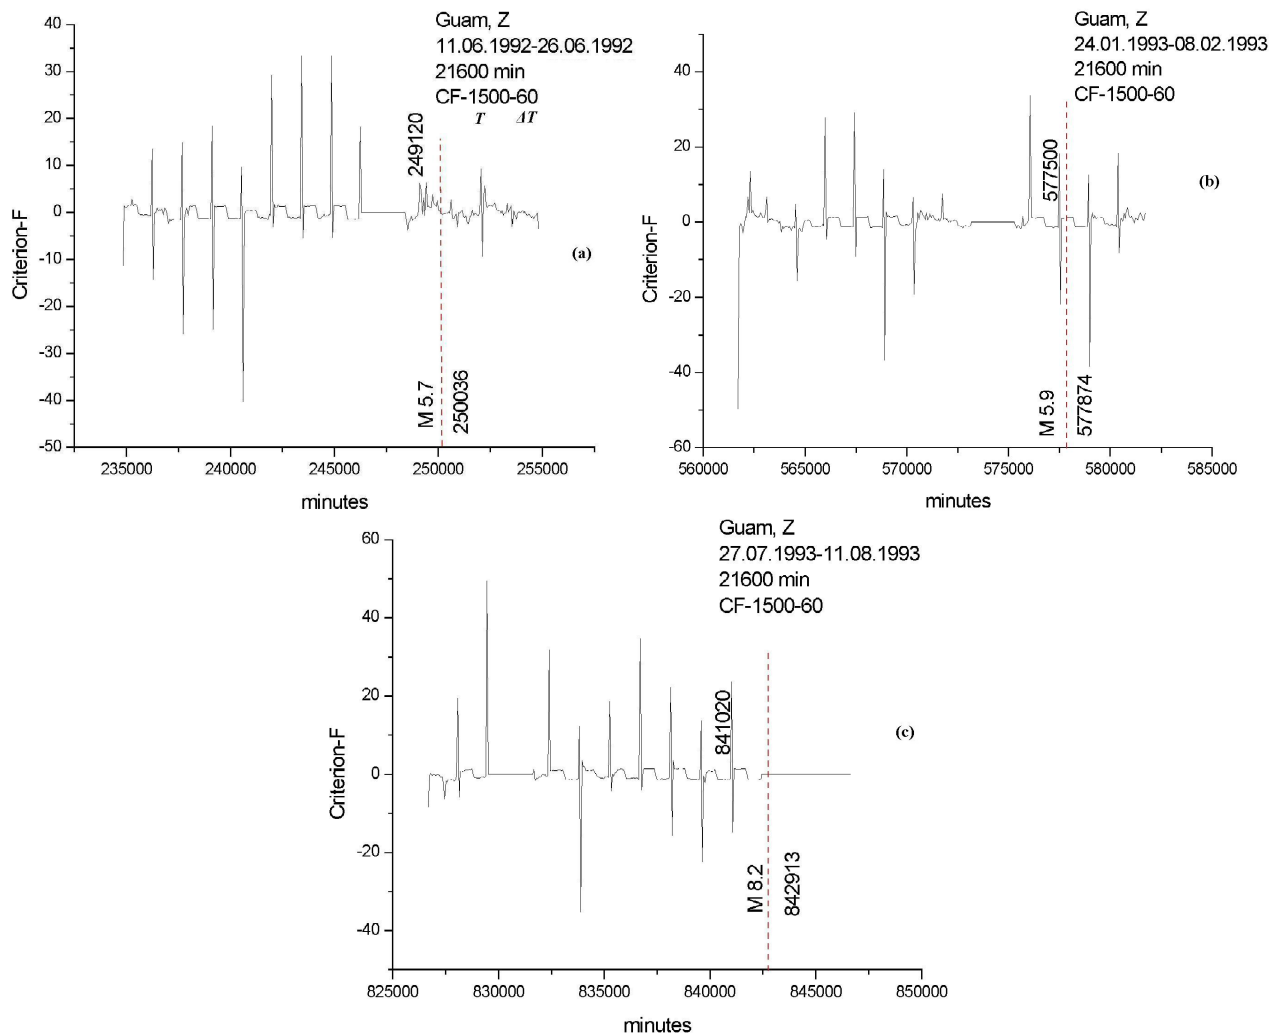 Guam, Z
11.06.1992-26.06.1992
21600 min
CF-1500-60
T ΔT
40
30
20
10
0
-10
-20
-30
-40
-50
Criterion-F
249120
M 5.7
250036
(a)
235000 240000 245000 250000 255000
minutes
Guam, Z
24.01.1993-08.02.1993
21600 min
CF-1500-60
40
20
0
-20
-40
-60
Criterion-F
577500
M 5.9
577874
(b)
560000 565000 570000 575000 580000 585000
minutes
Guam, Z
27.07.1993-11.08.1993
21600 min
CF-1500-60
60
40
20
0
-20
-40
Criterion-F
841020
M 8.2
842913
(c)
825000 830000 835000 840000 845000 850000
minutes